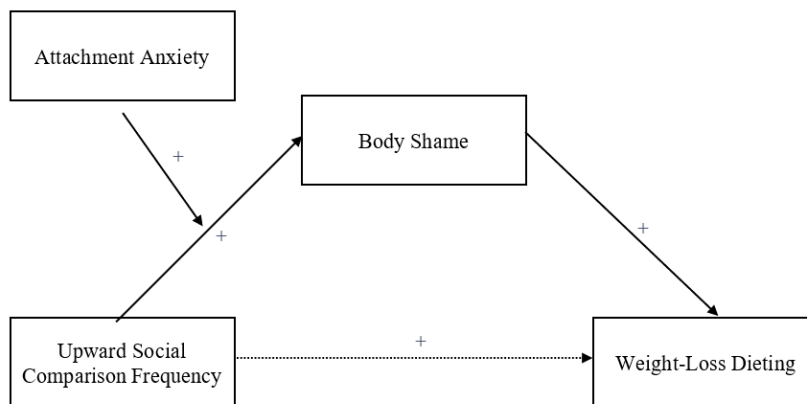 Attachment Anxiety
+
Body Shame
+
+
+
Upward Social
Comparison Frequency
Weight-Loss Dieting